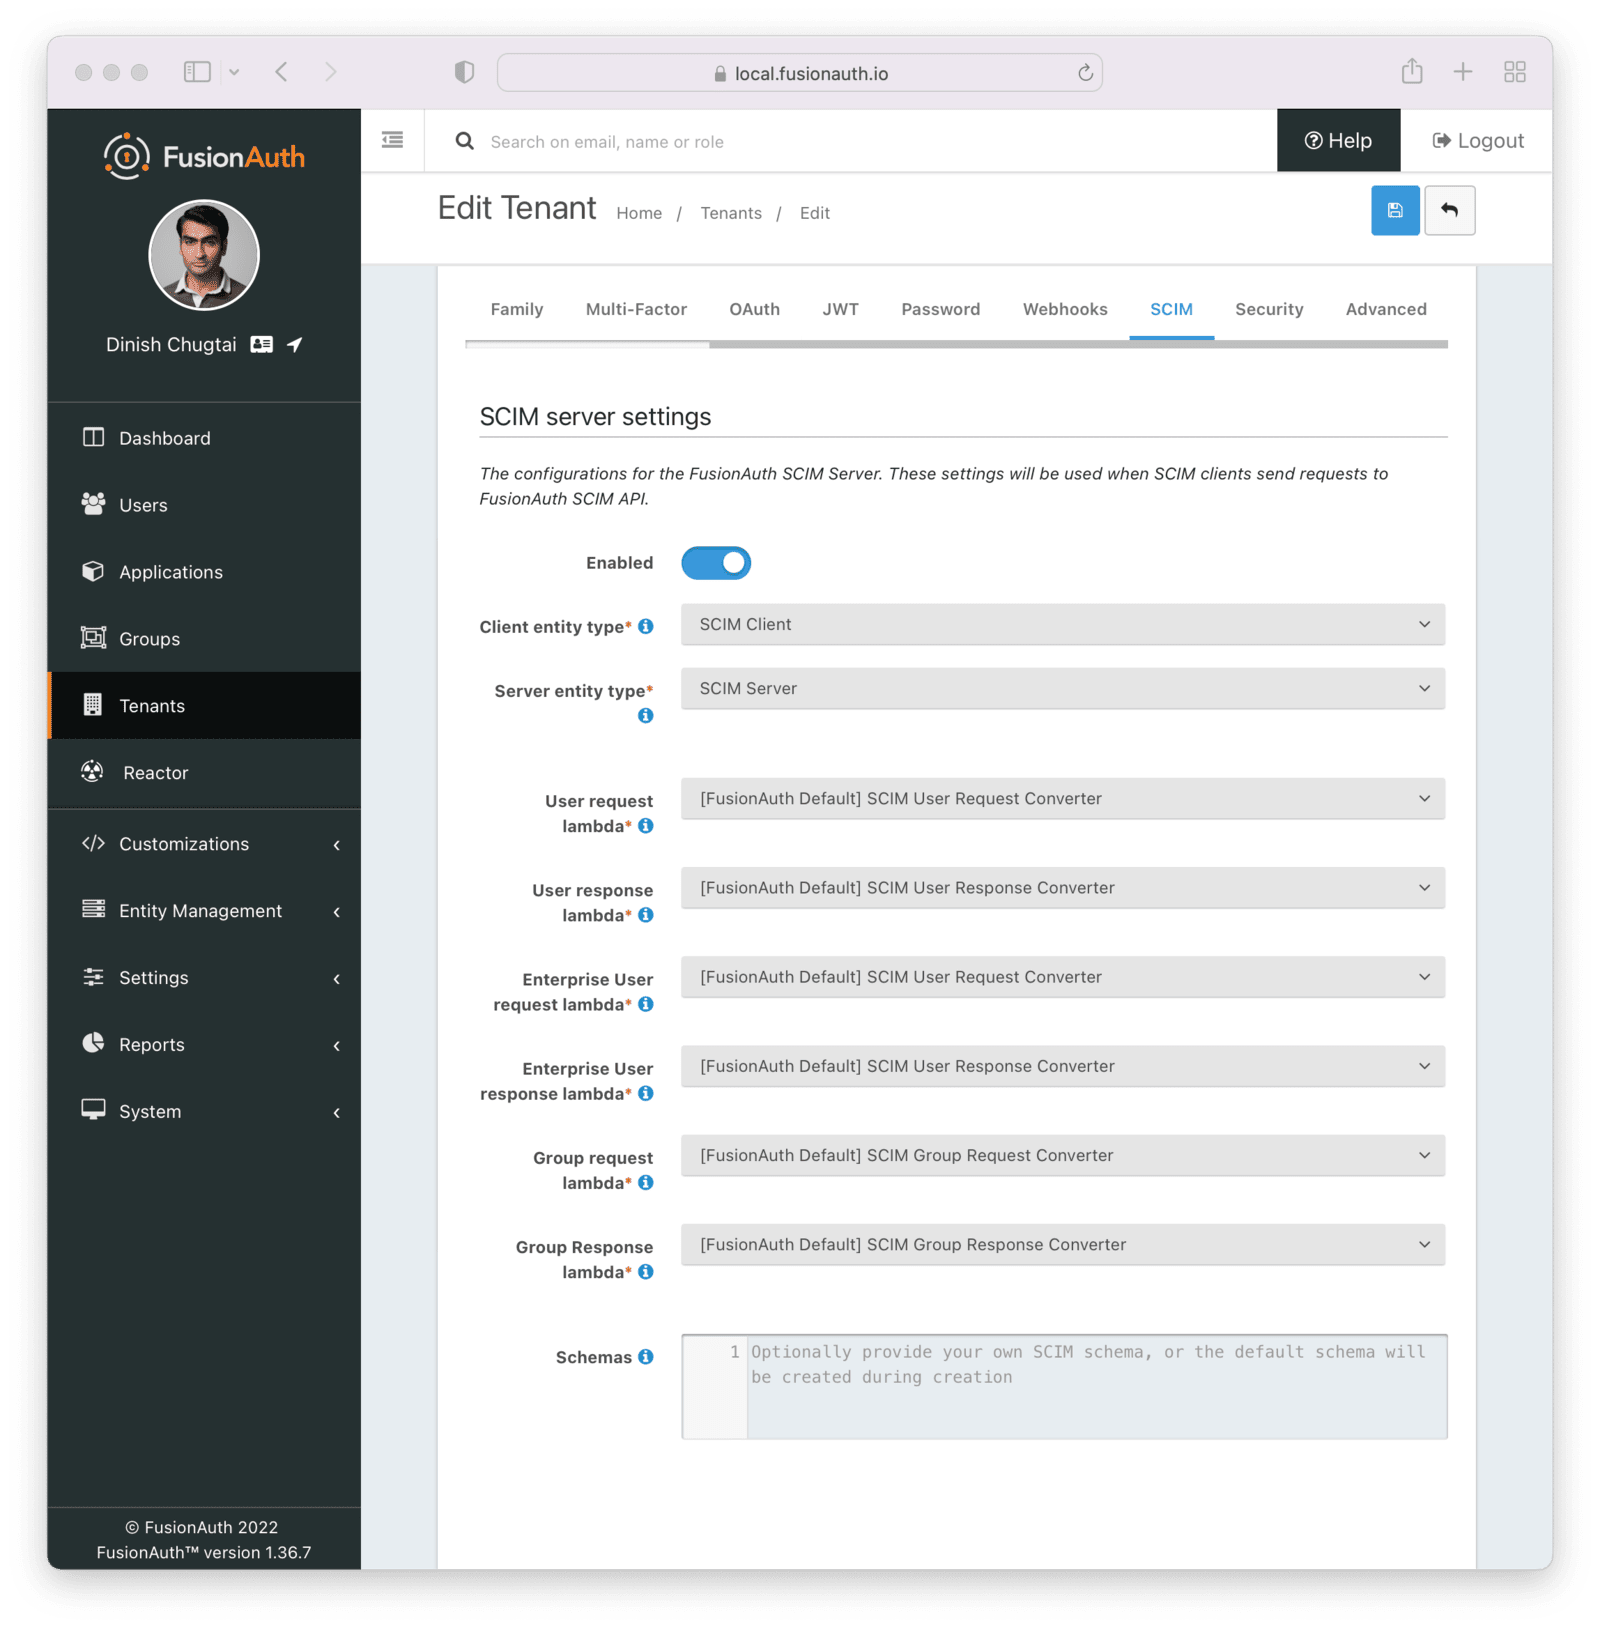 local.fusionauth.io
FusionAuth
Search on email, name or role
Help
Logout
Edit Tenant
Home / Tenants / Edit
Dinish Chugtai
Dashboard
Users
Applications
Groups
Tenants
Reactor
Customizations
Entity Management
Settings
Reports
System
© FusionAuth 2022
FusionAuth™ version 1.36.7
Family Multi-Factor OAuth JWT Password Webhooks SCIM Security Advanced
SCIM server settings
The configurations for the FusionAuth SCIM Server. These settings will be used when SCIM clients send requests to
FusionAuth SCIM API.
Enabled
Client entity type* SCIM Client
Server entity type* SCIM Server
User request
lambda*
[FusionAuth Default] SCIM User Request Converter
User response
lambda*
[FusionAuth Default] SCIM User Response Converter
Enterprise User
request lambda*
[FusionAuth Default] SCIM User Request Converter
Enterprise User
response lambda*
[FusionAuth Default] SCIM User Response Converter
Group request
lambda*
[FusionAuth Default] SCIM Group Request Converter
Group Response
lambda*
[FusionAuth Default] SCIM Group Response Converter
Schemas
1 Optionally provide your own SCIM schema, or the default schema will
be created during creation